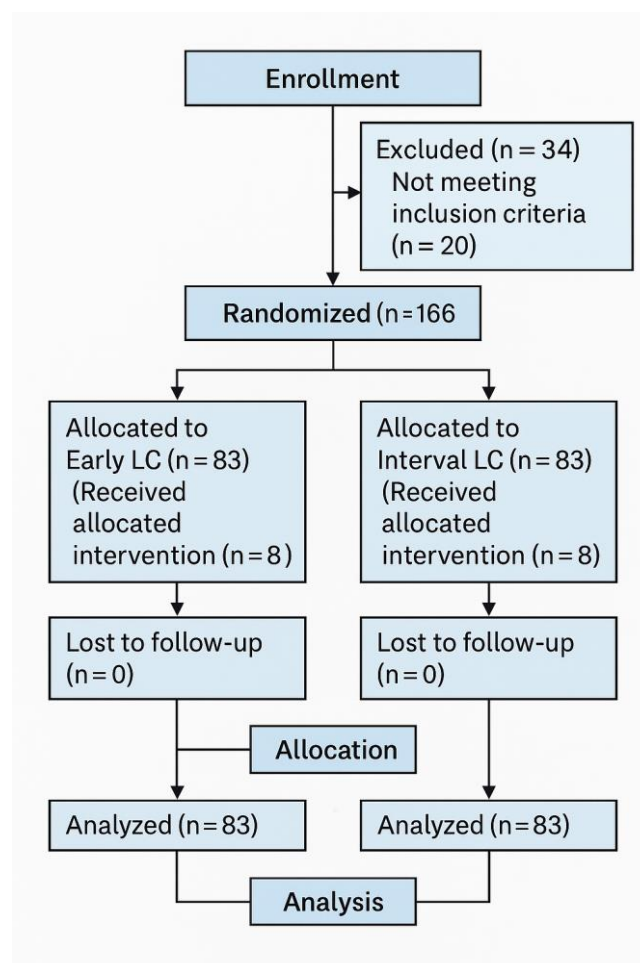 Enrollment
Excluded (n = 34)
Not meeting
inclusion criteria
(n = 20)
Randomized (n=166
Allocated to
Early LC (n = 83)
(Received
allocated
intervention (n = 8)
Allocated to
Interval LC (n = 83)
(Received
allocated
intervention (n = 8)
Lost to follow-up
(n = 0)
Lost to follow-up
(n = 0)
Allocation
Analyzed (n = 83)
Analyzed (n = 83)
Analysis